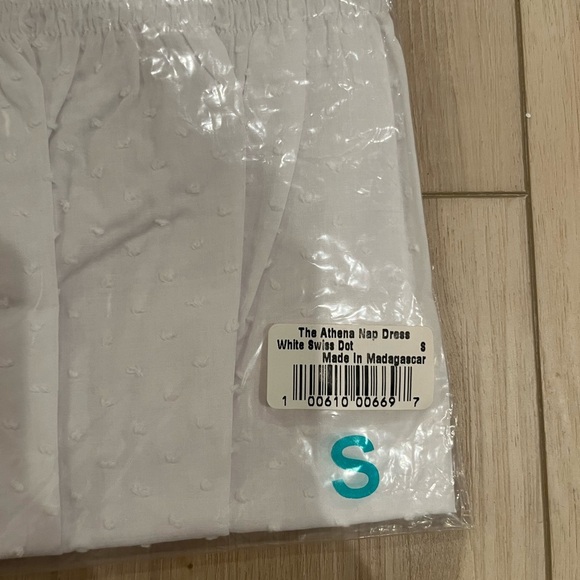 The Athena Nap Dress
White Swiss Dot S
Made In Madagascar
1 00610 00669 7
S